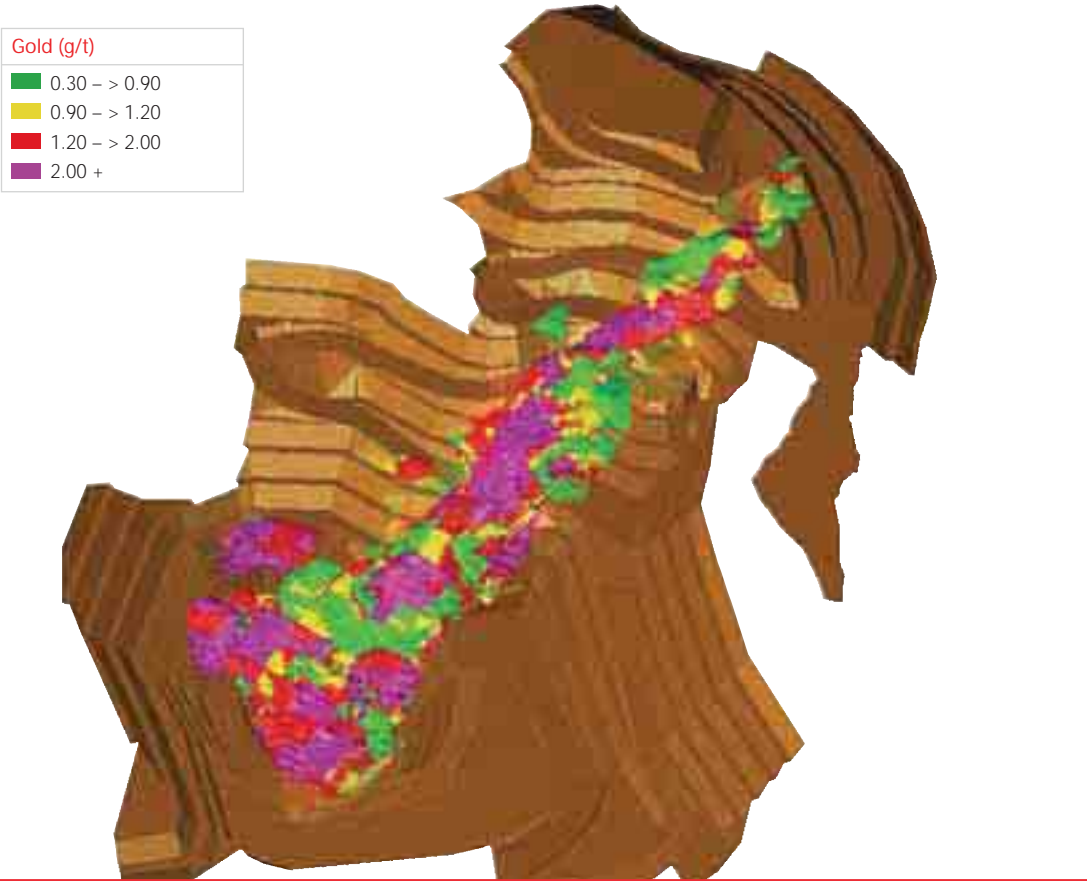 Gold (g/t)
0.30 – > 0.90
0.90 – > 1.20
1.20 – > 2.00
2.00 +